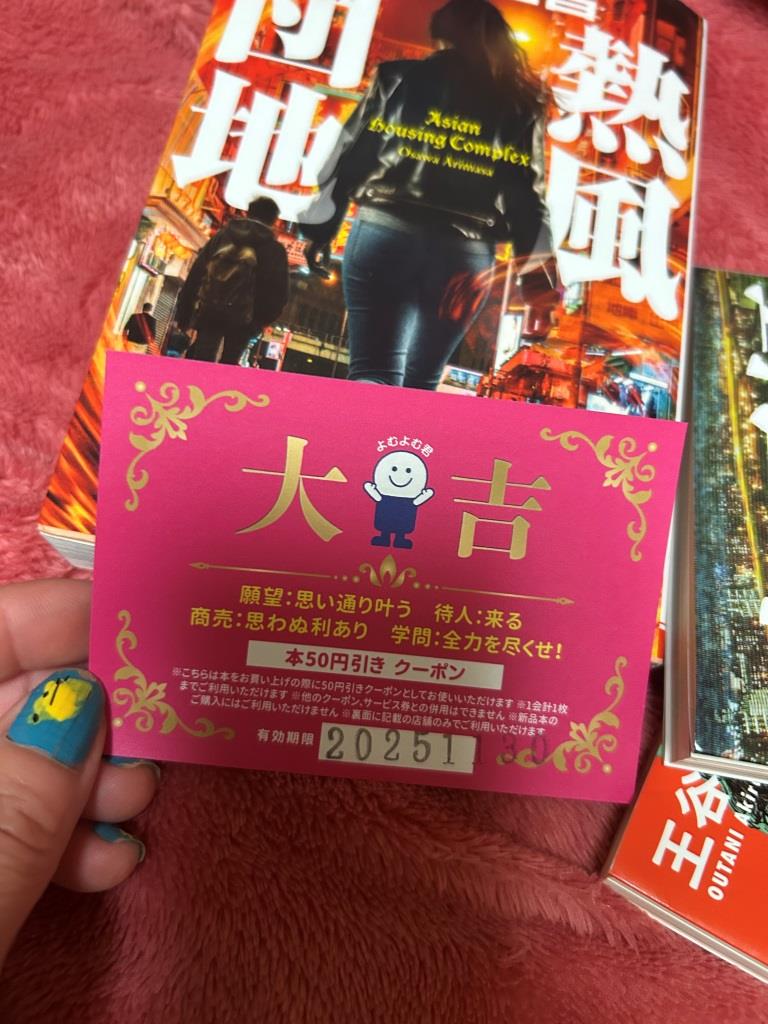 団地
熱風
Asian
Housing Complex
Osawa Arimasa
よむよむ君
大吉
願望:思い通り叶う 待人:来る
商売:思わぬ利あり 学問:全力を尽くせ!
本50円引き クーポン
※こちらは本をお買い上げの際に50円引きクーポンとしてお使いいただけます ※1会計1枚
までご利用いただけます ※他のクーポン、サービス券との併用はできません ※新品本の
ご購入にはご利用いただけません ※裏面に記載の店舗のみでご利用いただけます
有効期限 20251130
王谷
OUTANI Akir